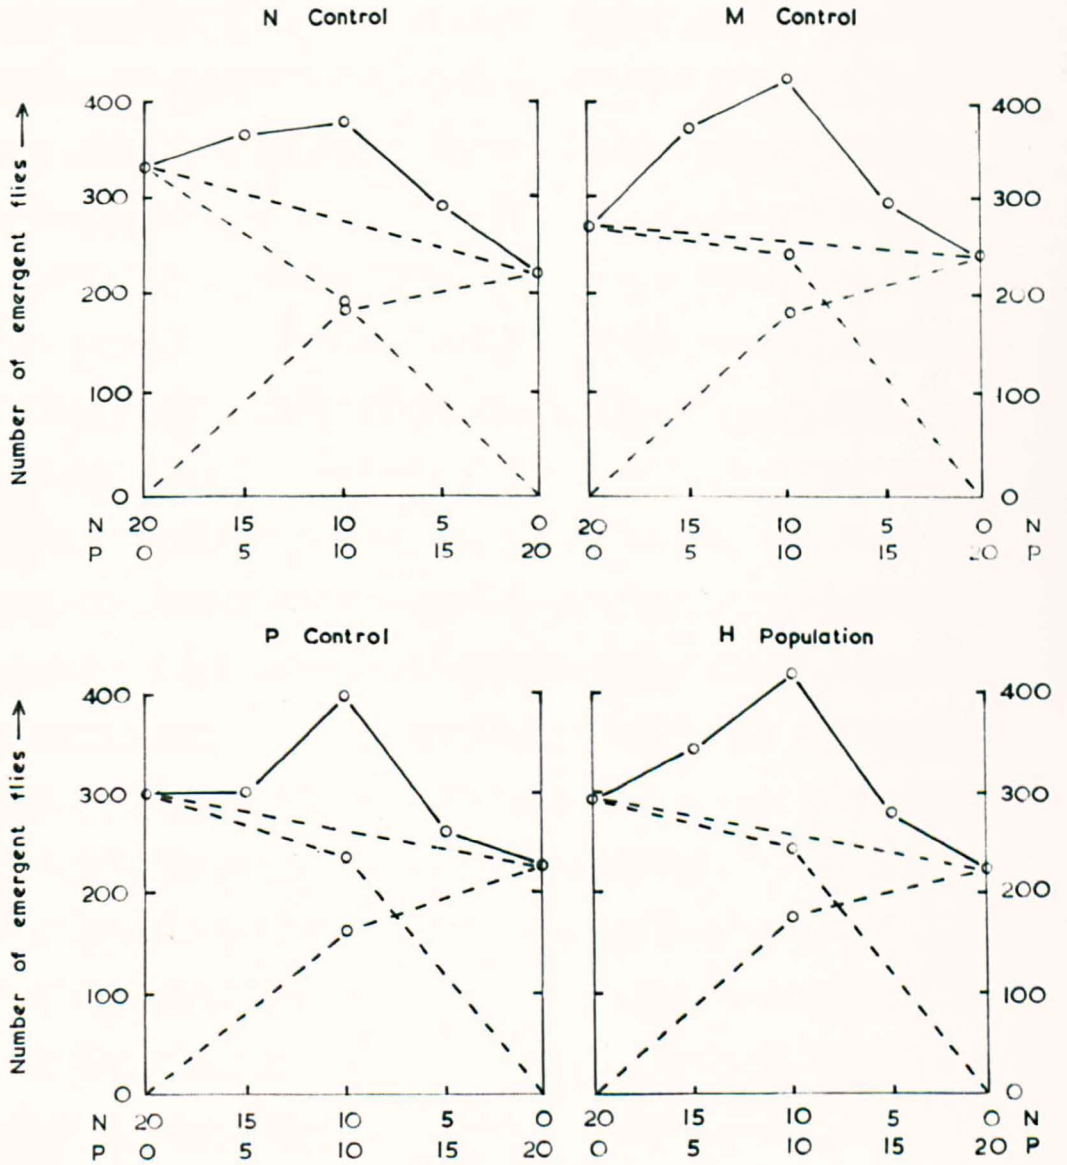 N Control
M Control
Number of emergent flies →
400
300
200
100
0
400
300
200
100
0
N 20 15 10 5 0
P 0 5 10 15 20
20 15 10 5 0 N
0 5 10 15 20 P
P Control
H Population
Number of emergent flies →
400
300
200
100
0
400
300
200
100
0
N 20 15 10 5 0
P 0 5 10 15 20
20 15 10 5 0 N
0 5 10 15 20 P